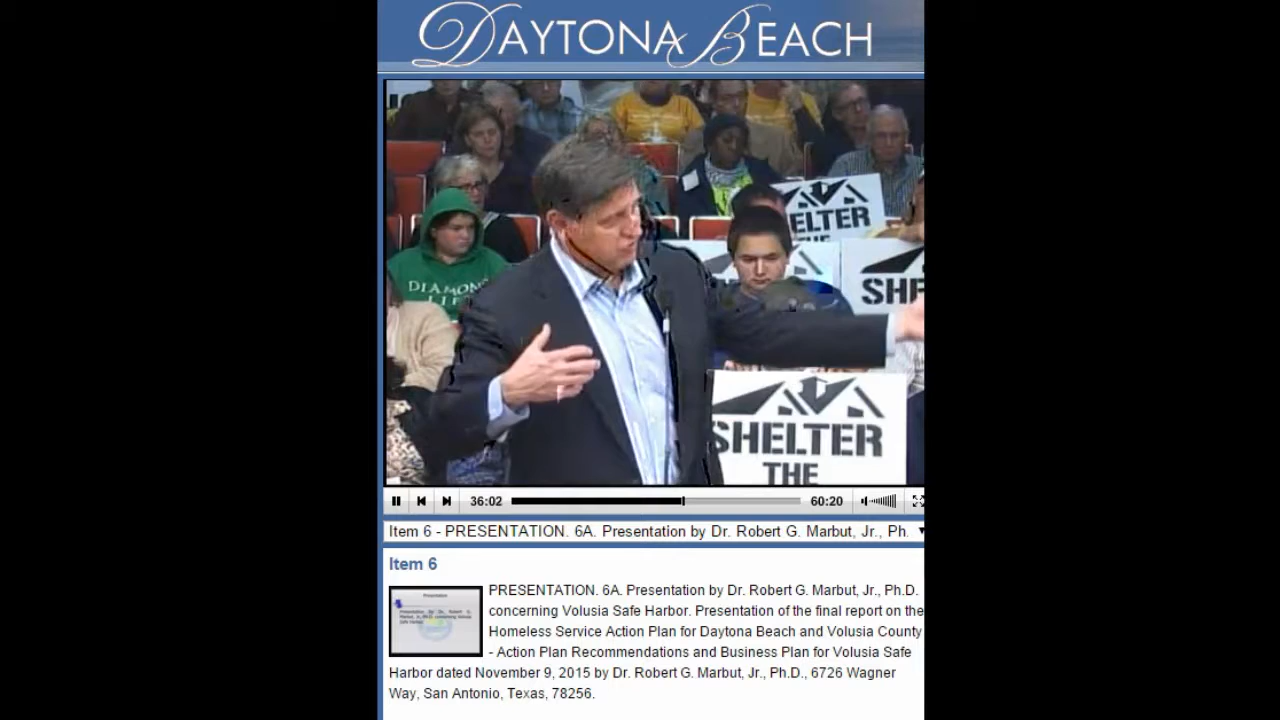 DAYTONA BEACH
ELTER
THE
DIAMON
LIF
SHE
SHELTER
THE
36:02
60:20
Item 6 - PRESENTATION. 6A. Presentation by Dr. Robert G. Marbut, Jr., Ph.
Item 6
PRESENTATION. 6A. Presentation by Dr. Robert G. Marbut, Jr., Ph.D.
concerning Volusia Safe Harbor. Presentation of the final report on the
Homeless Service Action Plan for Daytona Beach and Volusia County
- Action Plan Recommendations and Business Plan for Volusia Safe
Harbor dated November 9, 2015 by Dr. Robert G. Marbut, Jr., Ph.D., 6726 Wagner
Way, San Antonio, Texas, 78256.